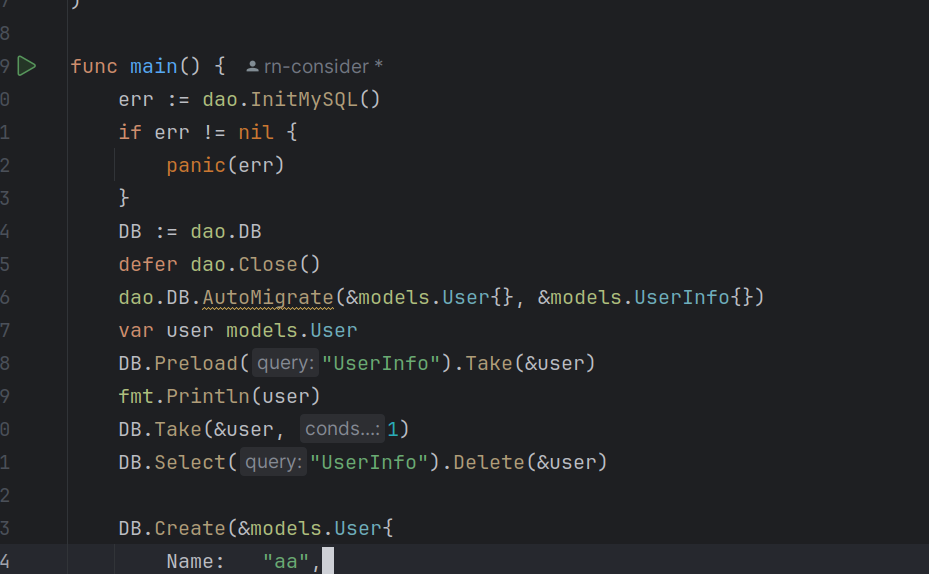 7 )
8
9 func main() { rn-consider *
0 err := dao.InitMySQL()
1 if err != nil {
2 panic(err)
3 }
4 DB := dao.DB
5 defer dao.Close()
6 dao.DB.AutoMigrate(&models.User{}, &models.UserInfo{})
7 var user models.User
8 DB.Preload( query: "UserInfo").Take(&user)
9 fmt.Println(user)
0 DB.Take(&user, conds...: 1)
1 DB.Select( query: "UserInfo").Delete(&user)
2
3 DB.Create(&models.User{
4 Name: "aa",